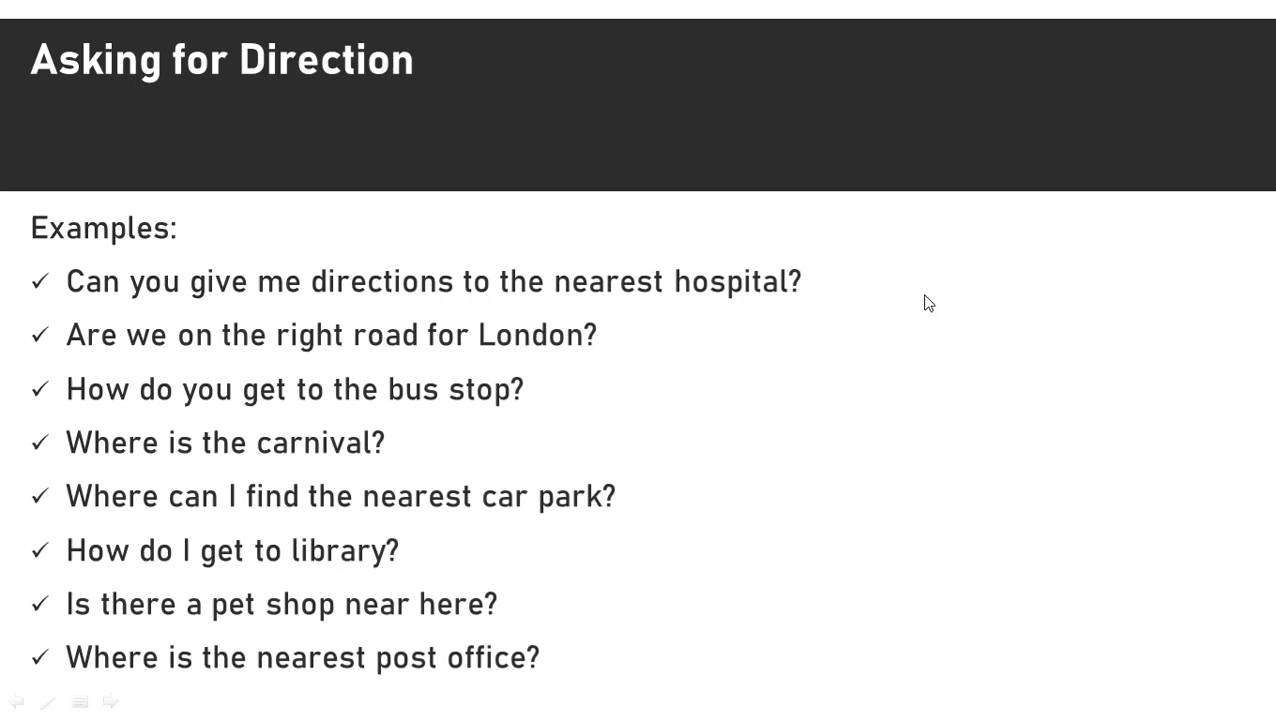 Asking for Direction
Examples:
✓ Can you give me directions to the nearest hospital?
✓ Are we on the right road for London?
✓ How do you get to the bus stop?
✓ Where is the carnival?
✓ Where can I find the nearest car park?
✓ How do I get to library?
✓ Is there a pet shop near here?
✓ Where is the nearest post office?